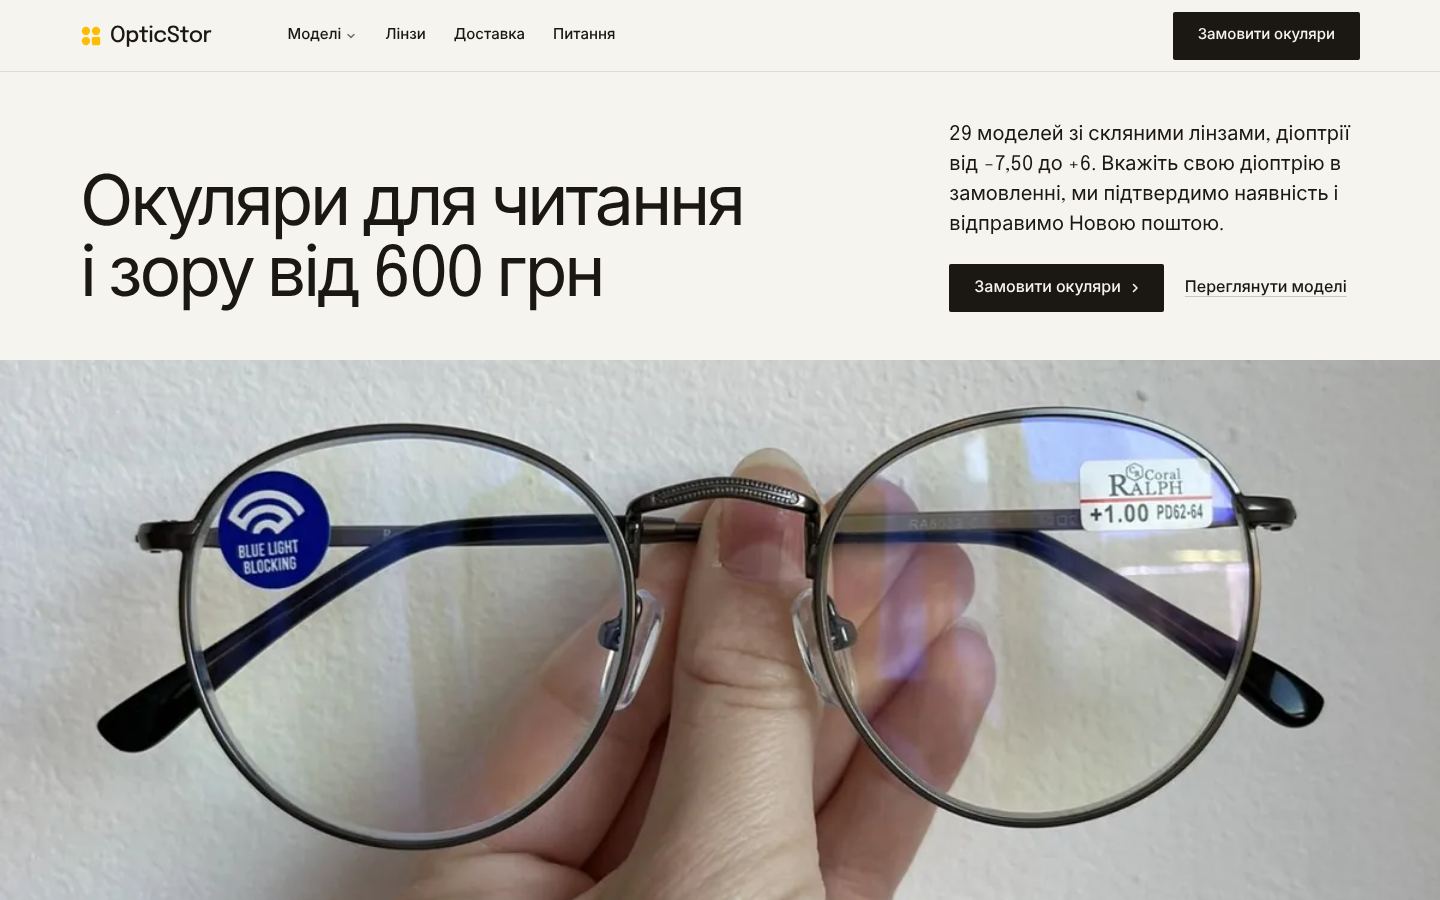 OpticStor
Моделі
Лінзи
Доставка
Питання
Замовити окуляри
Окуляри для читання
і зору від 600 грн
29 моделей зі скляними лінзами, діоптрії
від −7,50 до +6. Вкажіть свою діоптрію в
замовленні, ми підтвердимо наявність і
відправимо Новою поштою.
Замовити окуляри
Переглянути моделі
BLUE LIGHT
BLOCKING
GR Coral
RALPH
+1.00 PD62-64